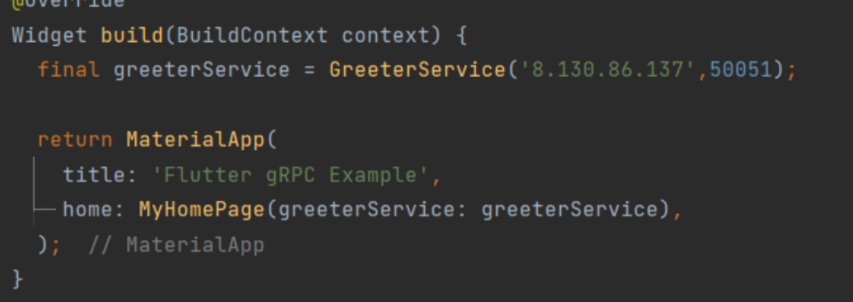 @override
Widget build(BuildContext context) {
final greeterService = GreeterService('8.130.86.137',50051);
return MaterialApp(
title: 'Flutter gRPC Example',
home: MyHomePage(greeterService: greeterService),
); // MaterialApp
}